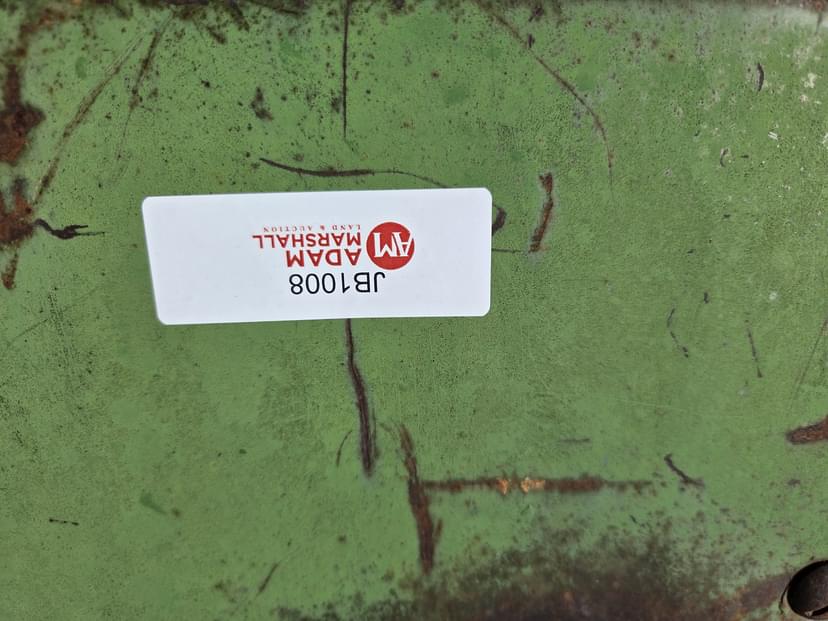 JB1008
AM
ADAM
MARSHALL
LAND & AUCTION